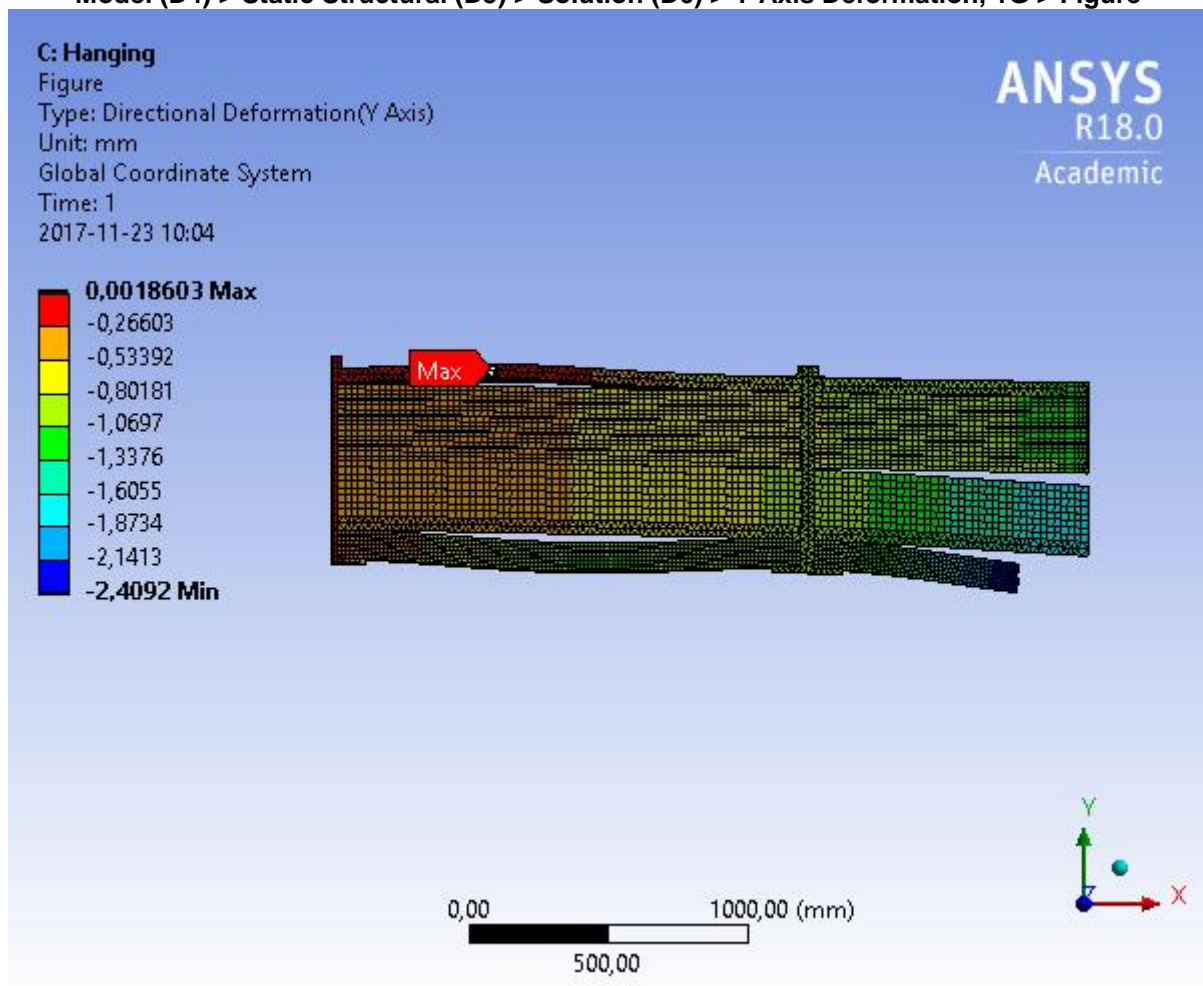 C: Hanging
Figure
Type: Directional Deformation(Y Axis)
Unit: mm
Global Coordinate System
Time: 1
2017-11-23 10:04
ANSYS
R18.0
Academic
0,0018603 Max
-0,26603
-0,53392
-0,80181
-1,0697
-1,3376
-1,6055
-1,8734
-2,1413
-2,4092 Min
Max
0,00
1000,00 (mm)
500,00
Y
Z
X